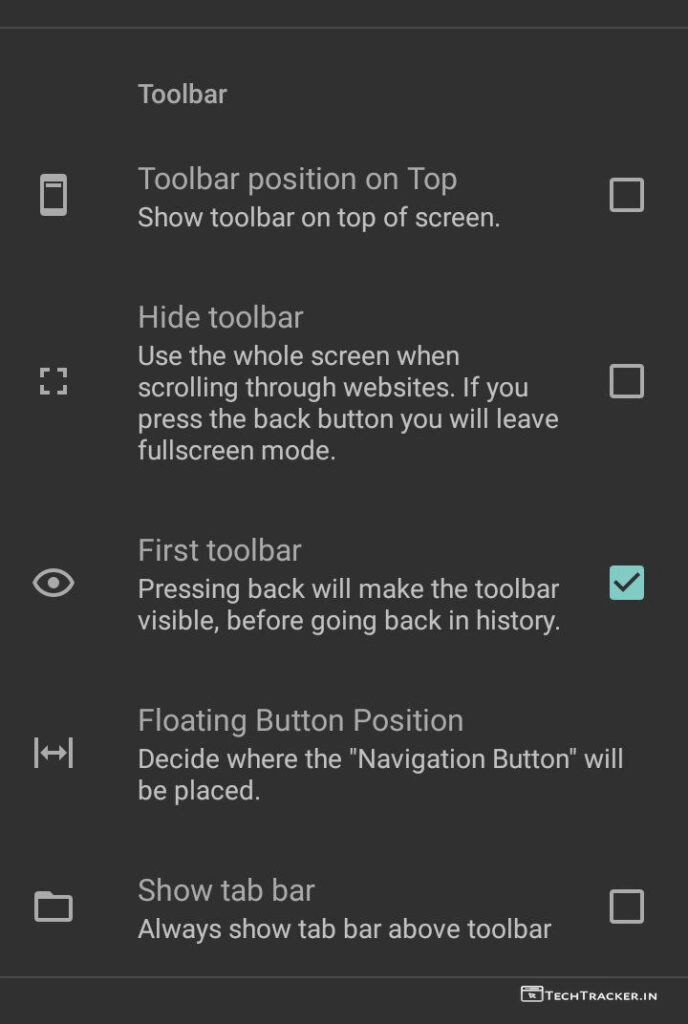 Toolbar
Toolbar position on Top
Show toolbar on top of screen.
Hide toolbar
Use the whole screen when
scrolling through websites. If you
press the back button you will leave
fullscreen mode.
First toolbar
Pressing back will make the toolbar
visible, before going back in history.
Floating Button Position
Decide where the "Navigation Button" will
be placed.
Show tab bar
Always show tab bar above toolbar
TechTracker.in